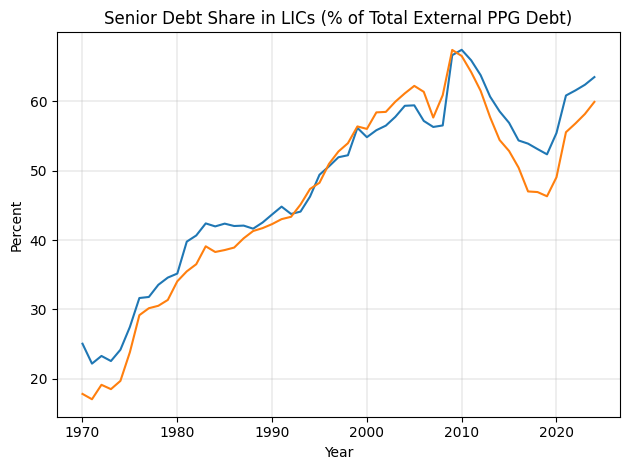 Senior Debt Share in LICs (% of Total External PPG Debt)
Percent
60
50
40
30
20
1970 1980 1990 2000 2010 2020
Year